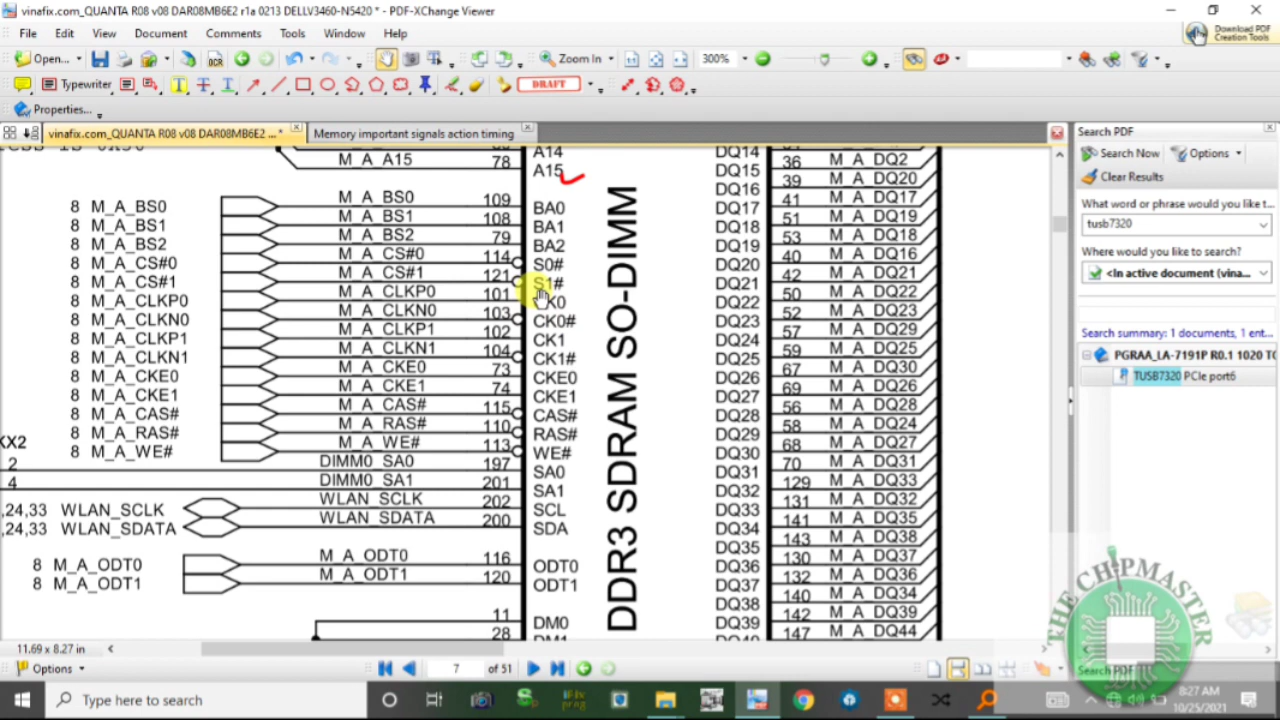 vinafix.com_QUANTA R08 v08 DAR08MB6E2 r1a 0213 DELLV3460-N5420 * - PDF-XChange Viewer
File Edit View Document Comments Tools Window Help
Download PDF
Creation Tools
Open... OCR Zoom In 300%
Typewriter DRAFT
Properties...
vinafix.com_QUANTA R08 v08 DAR08MB6E2 ... * Memory important signals action timing
M_A_A15 78
8 M_A_BS0
8 M_A_BS1
8 M_A_BS2
8 M_A_CS#0
8 M_A_CS#1
8 M_A_CLKP0
8 M_A_CLKN0
8 M_A_CLKP1
8 M_A_CLKN1
8 M_A_CKE0
8 M_A_CKE1
8 M_A_CAS#
8 M_A_RAS#
8 M_A_WE#
KX2
2
4
,24,33 WLAN_SCLK
,24,33 WLAN_SDATA
8 M_A_ODT0
8 M_A_ODT1
M_A_BS0 109
M_A_BS1 108
M_A_BS2 79
M_A_CS#0 114
M_A_CS#1 121
M_A_CLKP0 101
M_A_CLKN0 103
M_A_CLKP1 102
M_A_CLKN1 104
M_A_CKE0 73
M_A_CKE1 74
M_A_CAS# 115
M_A_RAS# 110
M_A_WE# 113
DIMM0_SA0 197
DIMM0_SA1 201
WLAN_SCLK 202
WLAN_SDATA 200
M_A_ODT0 116
M_A_ODT1 120
11
28
A14
A15
BA0
BA1
BA2
S0#
S1#
CK0#
CK1
CK1#
CKE0
CKE1
CAS#
RAS#
WE#
SA0
SA1
SCL
SDA
ODT0
ODT1
DM0
DM1
DDR3 SDRAM SO-DIMM
DQ14
DQ15
DQ16
DQ17
DQ18
DQ19
DQ20
DQ21
DQ22
DQ23
DQ24
DQ25
DQ26
DQ27
DQ28
DQ29
DQ30
DQ31
DQ32
DQ33
DQ34
DQ35
DQ36
DQ37
DQ38
DQ39
36 M_A_DQ2
39 M_A_DQ20
41 M_A_DQ17
51 M_A_DQ19
53 M_A_DQ18
40 M_A_DQ16
42 M_A_DQ21
50 M_A_DQ22
52 M_A_DQ23
57 M_A_DQ29
59 M_A_DQ25
67 M_A_DQ30
69 M_A_DQ26
56 M_A_DQ28
58 M_A_DQ24
68 M_A_DQ27
70 M_A_DQ31
129 M_A_DQ33
131 M_A_DQ32
141 M_A_DQ35
143 M_A_DQ38
130 M_A_DQ37
132 M_A_DQ36
140 M_A_DQ34
142 M_A_DQ39
147 M_A_DQ44
Search PDF
Search Now Options
Clear Results
What word or phrase would you like t...
tusb7320
Where would you like to search?
<In active document (vina...
Search summary: 1 documents, 1 ent...
PGRAA_LA-7191P R0.1 1020 TO
TUSB7320 PCIe port6
THE CHIPMASTER
Search PDF
11.69 x 8.27 in
Options 7 of 51
Type here to search
8:27 AM
10/25/2021